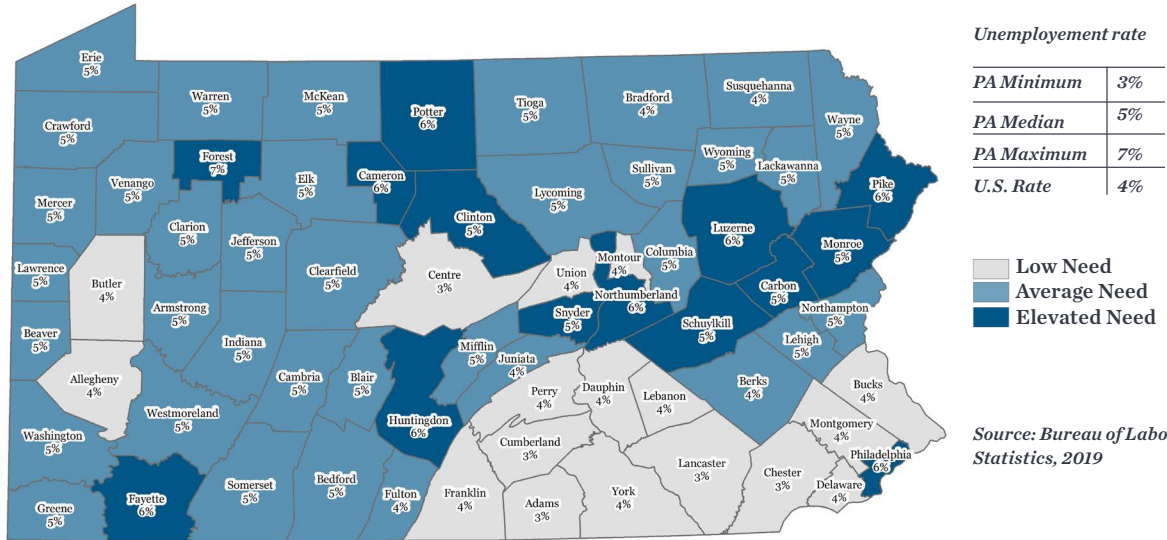 Erie
5%
Warren
5%
McKean
5%
Potter
6%
Tioga
5%
Bradford
4%
Susquehanna
4%
Wayne
5%
Crawford
5%
Forest
7%
Elk
5%
Cameron
6%
Wyoming
5%
Lackawanna
5%
Sullivan
5%
Pike
6%
Venango
5%
Mercer
5%
Lycoming
5%
Clinton
5%
Clarion
5%
Jefferson
5%
Luzerne
6%
Monroe
5%
Columbia
5%
Montour
4%
Union
4%
Centre
3%
Clearfield
5%
Lawrence
5%
Butler
4%
Carbon
5%
Northumberland
6%
Armstrong
5%
Snyder
5%
Northampton
5%
Schuylkill
5%
Beaver
5%
Indiana
5%
Mifflin
5%
Juniata
4%
Lehigh
5%
Cambria
5%
Blair
5%
Allegheny
4%
Perry
4%
Dauphin
4%
Lebanon
4%
Berks
4%
Bucks
4%
Westmoreland
5%
Huntingdon
6%
Montgomery
4%
Washington
5%
Cumberland
3%
Philadelphia
6%
Lancaster
3%
Chester
3%
Delaware
4%
Greene
5%
Fayette
6%
Somerset
5%
Bedford
5%
Fulton
4%
Franklin
4%
Adams
3%
York
4%
Unemployement rate
PA Minimum 3%
PA Median 5%
PA Maximum 7%
U.S. Rate 4%
Low Need
Average Need
Elevated Need
Source: Bureau of Labo
Statistics, 2019